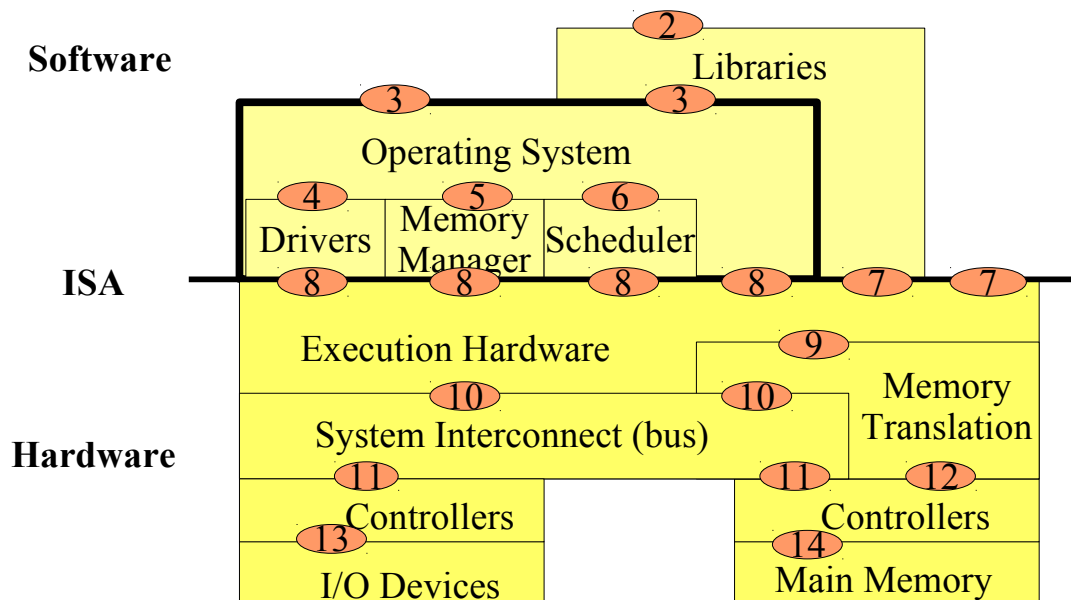 2
Software
Libraries
3 3
Operating System
4 5 6
Drivers
Memory
Manager
Scheduler
ISA
8 8 8 8 7 7
Execution Hardware
9
Memory
Translation
10 10
System Interconnect (bus)
Hardware
11 11 12
Controllers
Controllers
13 14
I/O Devices
Main Memory